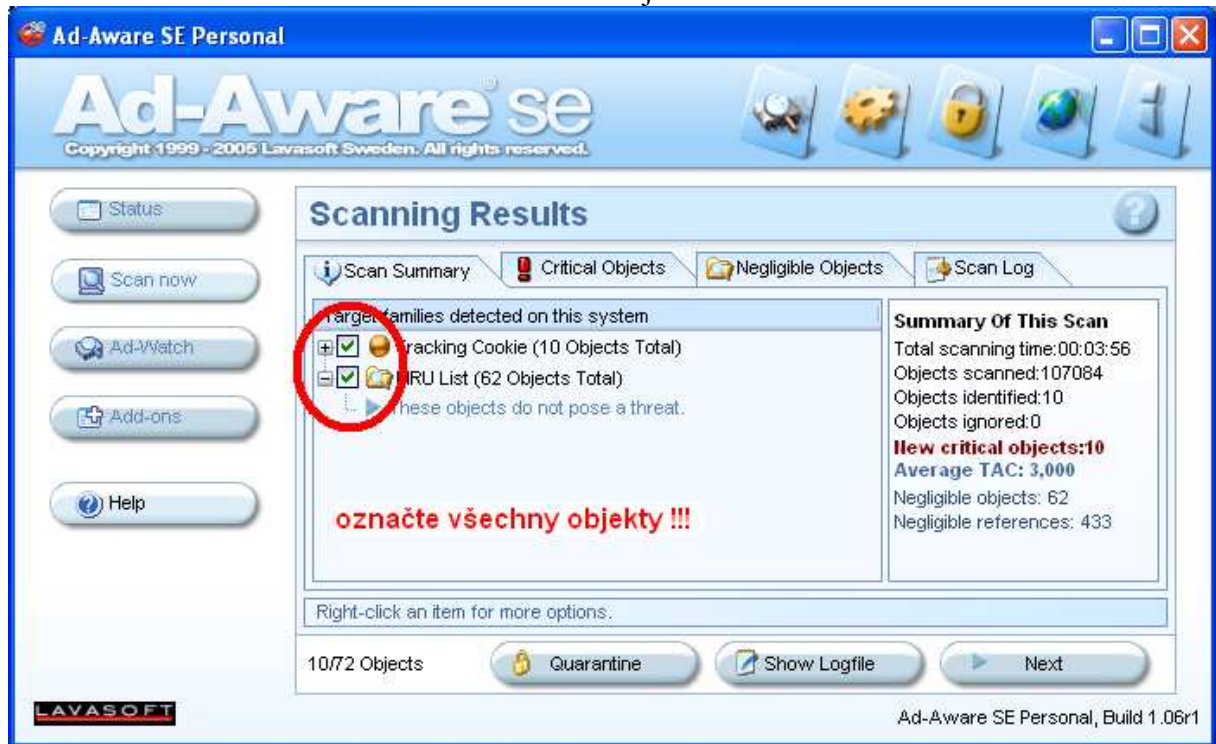 Ad-Aware SE Personal
Ad-Aware SE
Copyright 1999 - 2005 Lavasoft Sweden. All rights reserved.
Status
Scan now
Ad-Watch
Add-ons
Help
Scanning Results
Scan Summary
Critical Objects
Negligible Objects
Scan Log
Target families detected on this system
Tracking Cookie (10 Objects Total)
MRU List (62 Objects Total)
These objects do not pose a threat.
označte všechny objekty !!!
Summary Of This Scan
Total scanning time:00:03:56
Objects scanned:107084
Objects identified:10
Objects ignored:0
New critical objects:10
Average TAC: 3,000
Negligible objects: 62
Negligible references: 433
Right-click an item for more options.
10/72 Objects
Quarantine
Show Logfile
Next
LAVASOFT
Ad-Aware SE Personal, Build 1.06r1